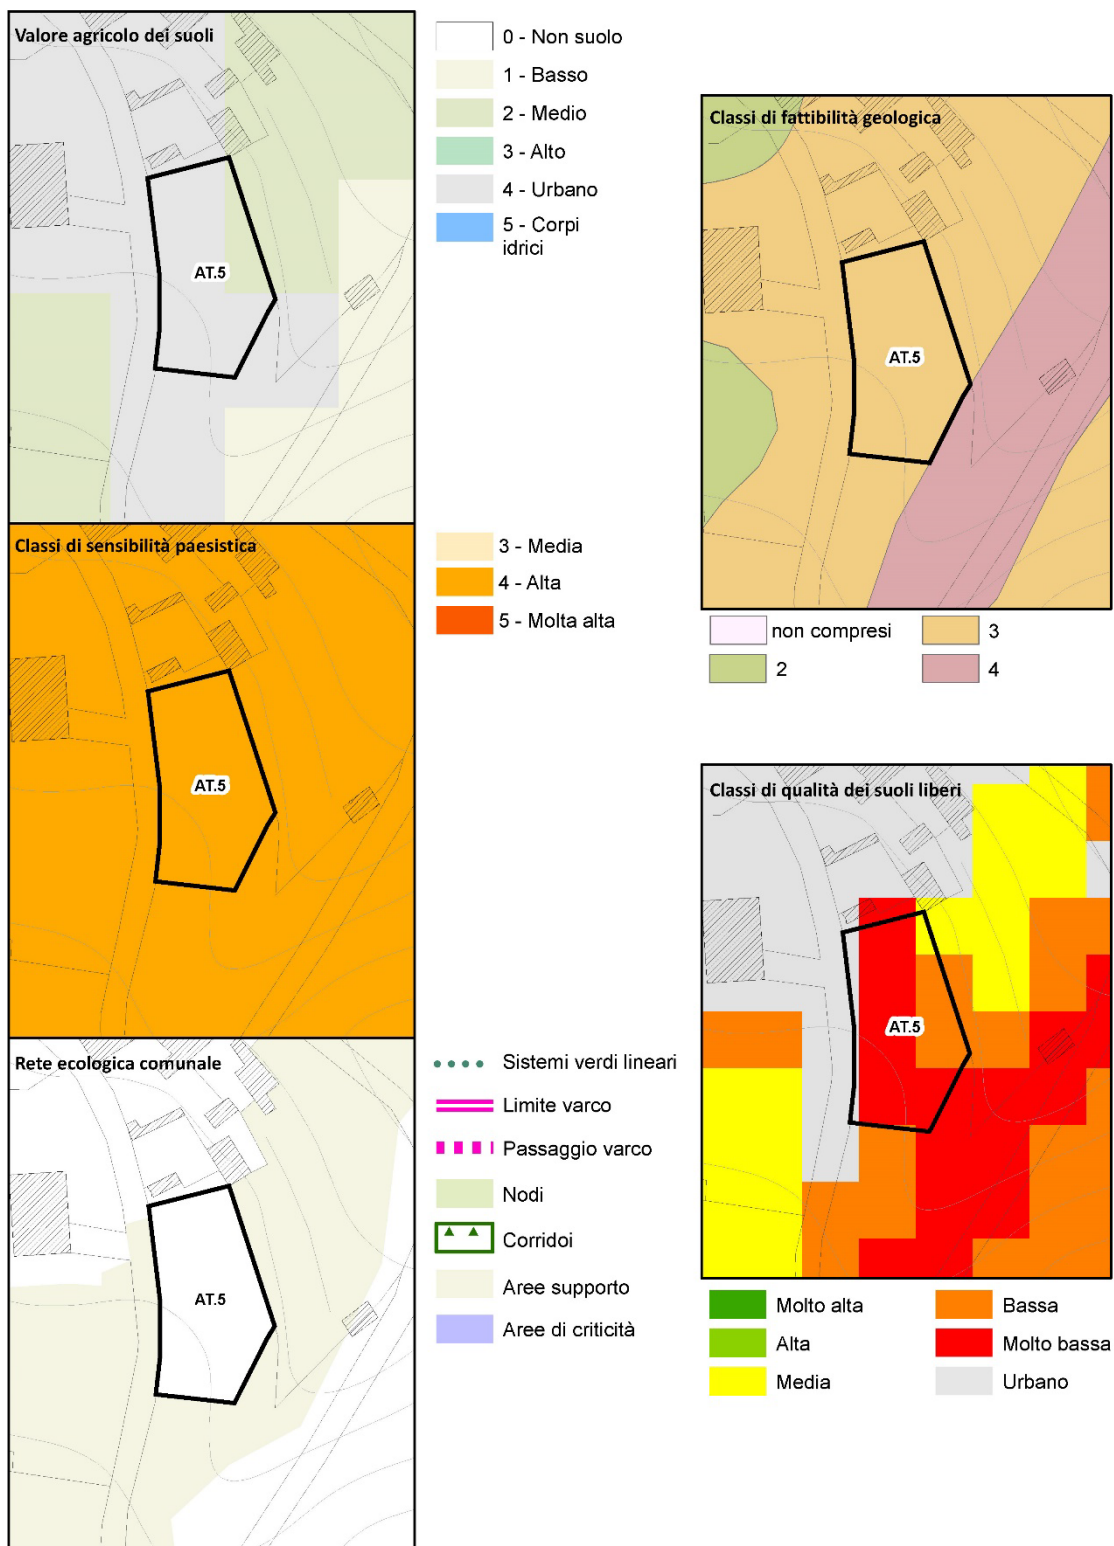 Valore agricolo dei suoli
AT.5
0 - Non suolo
1 - Basso
2 - Medio
3 - Alto
4 - Urbano
5 - Corpi
idrici
Classi di fattibilità geologica
AT.5
non compresi
2
3
4
Classi di sensibilità paesistica
AT.5
3 - Media
4 - Alta
5 - Molta alta
Classi di qualità dei suoli liberi
AT.5
Molto alta
Alta
Media
Bassa
Molto bassa
Urbano
Rete ecologica comunale
AT.5
Sistemi verdi lineari
Limite varco
Passaggio varco
Nodi
Corridoi
Aree supporto
Aree di criticità